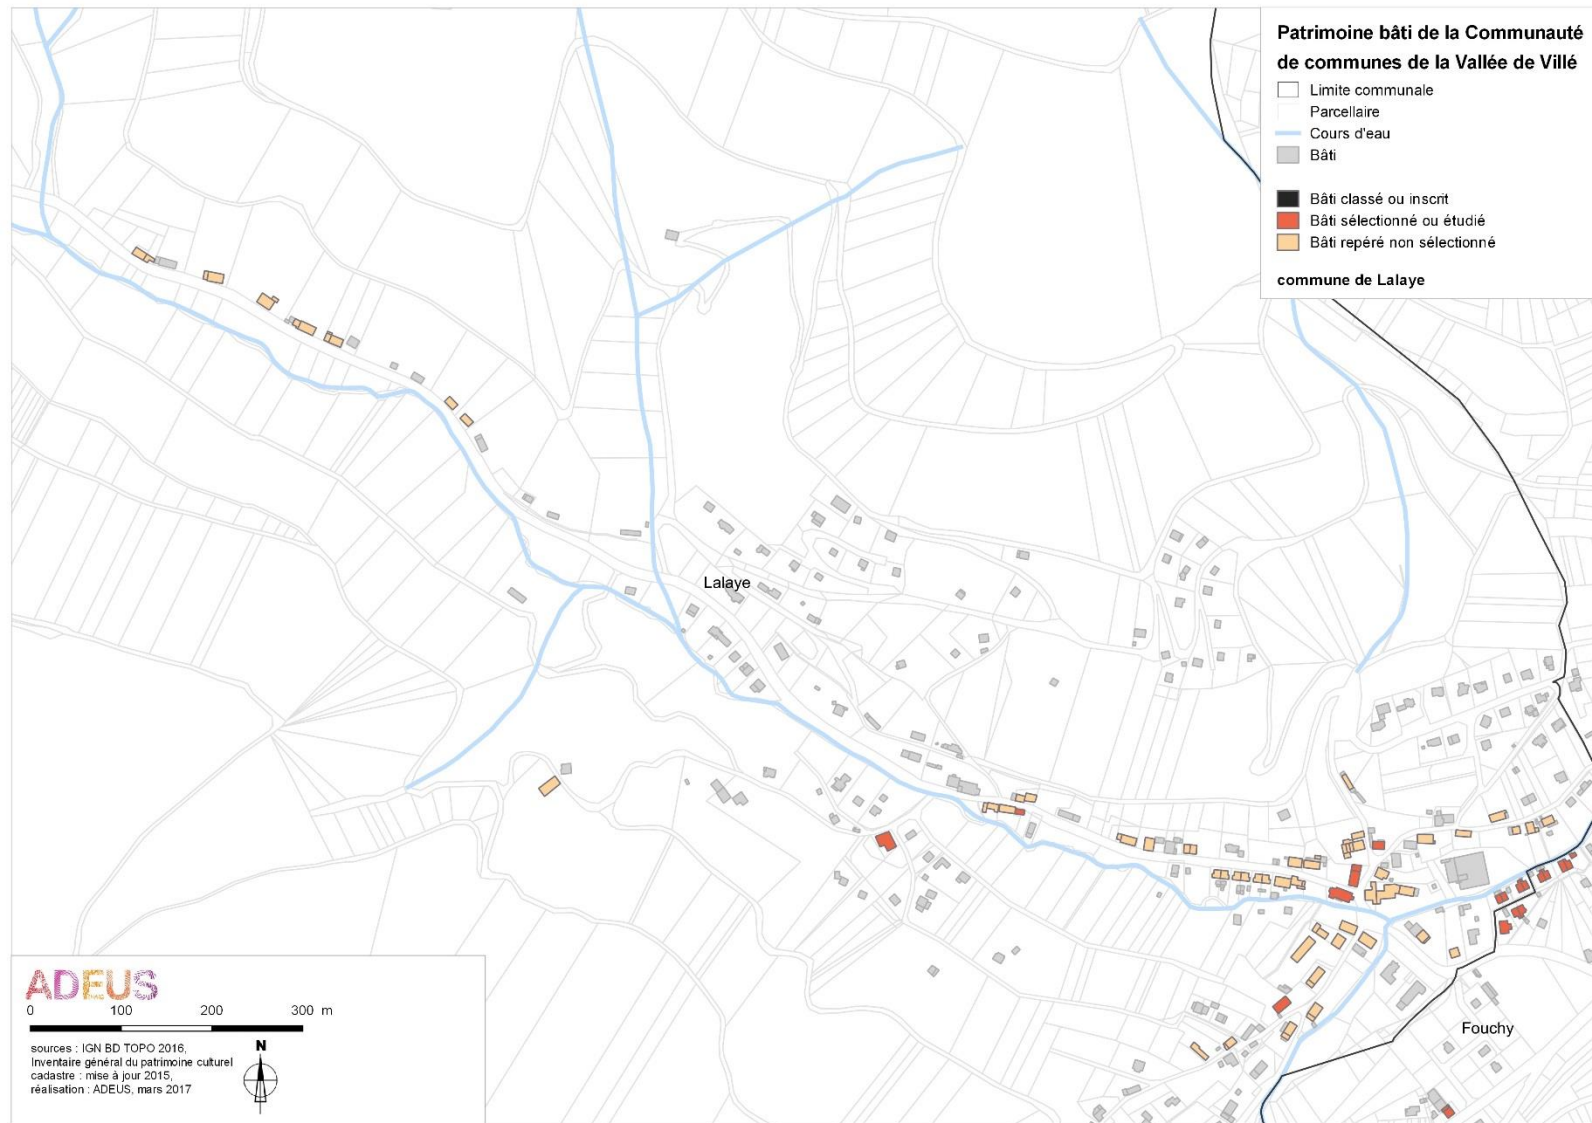 Patrimoine bâti de la Communauté
de communes de la Vallée de Villé
Limite communale
Parcellaire
Cours d'eau
Bâti
Bâti classé ou inscrit
Bâti sélectionné ou étudié
Bâti repéré non sélectionné
commune de Lalaye
Lalaye
Fouchy
ADEUS
0 100 200 300 m
sources : IGN BD TOPO 2016,
Inventaire général du patrimoine culturel
cadastre : mise à jour 2015,
réalisation : ADEUS, mars 2017
N